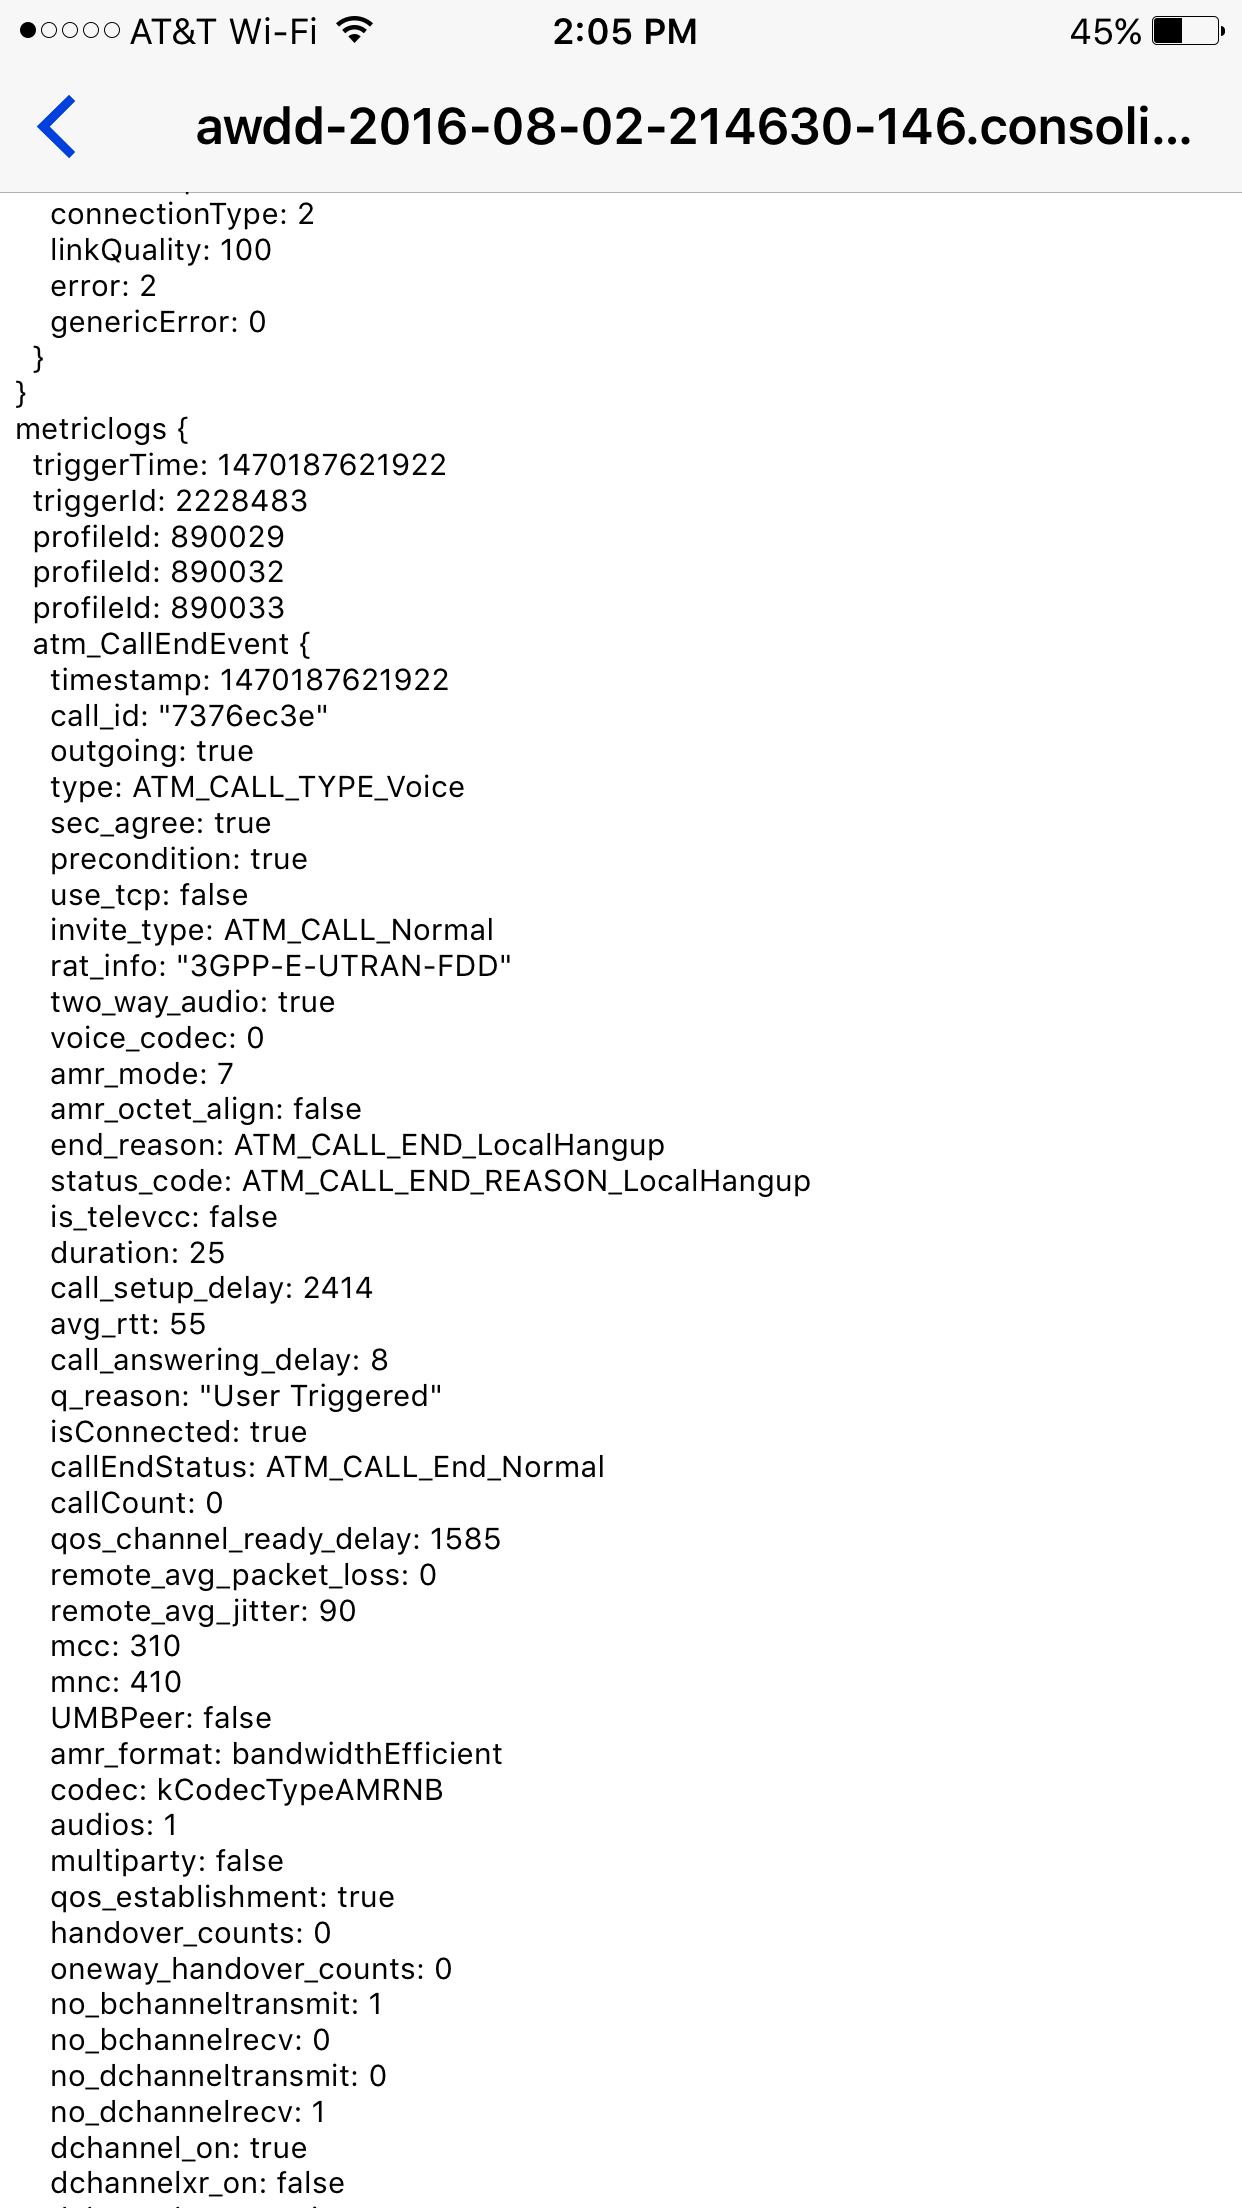 AT&T Wi-Fi 2:05 PM 45%
awdd-2016-08-02-214630-146.consoli...
connectionType: 2
linkQuality: 100
error: 2
genericError: 0
}
}
metriclogs {
triggerTime: 1470187621922
triggerId: 2228483
profileId: 890029
profileId: 890032
profileId: 890033
atm_CallEndEvent {
timestamp: 1470187621922
call_id: "7376ec3e"
outgoing: true
type: ATM_CALL_TYPE_Voice
sec_agree: true
precondition: true
use_tcp: false
invite_type: ATM_CALL_Normal
rat_info: "3GPP-E-UTRAN-FDD"
two_way_audio: true
voice_codec: 0
amr_mode: 7
amr_octet_align: false
end_reason: ATM_CALL_END_LocalHangup
status_code: ATM_CALL_END_REASON_LocalHangup
is_televcc: false
duration: 25
call_setup_delay: 2414
avg_rtt: 55
call_answering_delay: 8
q_reason: "User Triggered"
isConnected: true
callEndStatus: ATM_CALL_End_Normal
callCount: 0
qos_channel_ready_delay: 1585
remote_avg_packet_loss: 0
remote_avg_jitter: 90
mcc: 310
mnc: 410
UMBPeer: false
amr_format: bandwidthEfficient
codec: kCodecTypeAMRNB
audios: 1
multiparty: false
qos_establishment: true
handover_counts: 0
oneway_handover_counts: 0
no_bchanneltransmit: 1
no_bchannelrecv: 0
no_dchanneltransmit: 0
no_dchannelrecv: 1
dchannel_on: true
dchannelxr_on: false